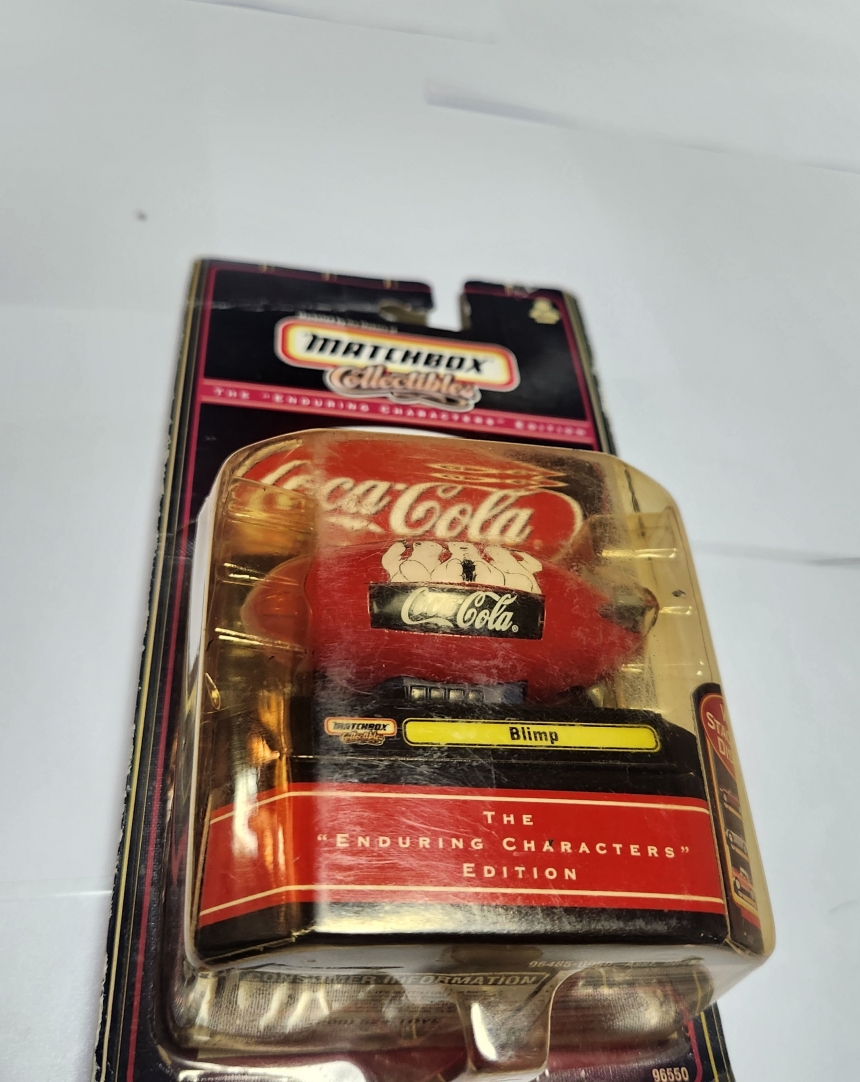 MATCHBOX
Collectibles
THE "ENDURING CHARACTERS" EDITION
Coca-Cola
Coca-Cola®
MATCHBOX
Collectibles
Blimp
THE
"ENDURING CHARACTERS"
EDITION
CONSUMER INFORMATION
96550